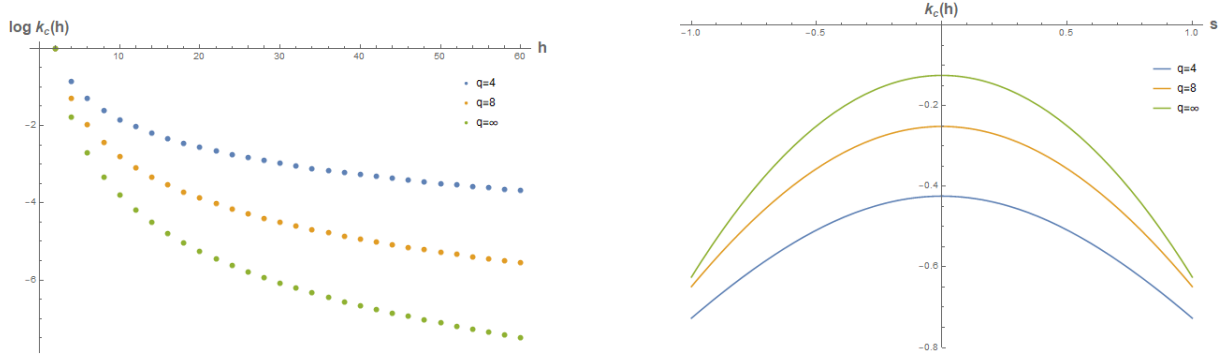 log k_c(h)
h
10 20 30 40 50 60
-2
-4
-6
q=4
q=8
q=∞
k_c(h)
s
-1.0 -0.5 0.5 1.0
-0.2
-0.4
-0.6
-0.8
q=4
q=8
q=∞